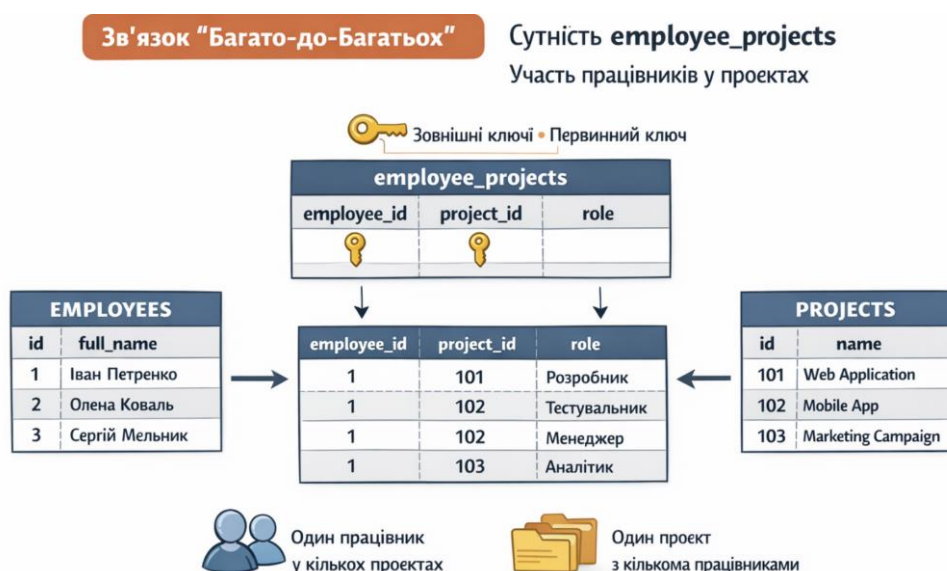 Зв'язок "Багато-до-Багатьох"
Сутність employee_projects
Участь працівників у проектах
Зовнішні ключі • Первинний ключ
employee_projects
employee_id project_id role
EMPLOYEES
id full_name
1 Іван Петренко
2 Олена Коваль
3 Сергій Мельник
employee_id project_id role
1 101 Розробник
1 102 Тестувальник
1 102 Менеджер
1 103 Аналітик
PROJECTS
id name
101 Web Application
102 Mobile App
103 Marketing Campaign
Один працівник
у кількох проектах
Один проєкт
з кількома працівниками